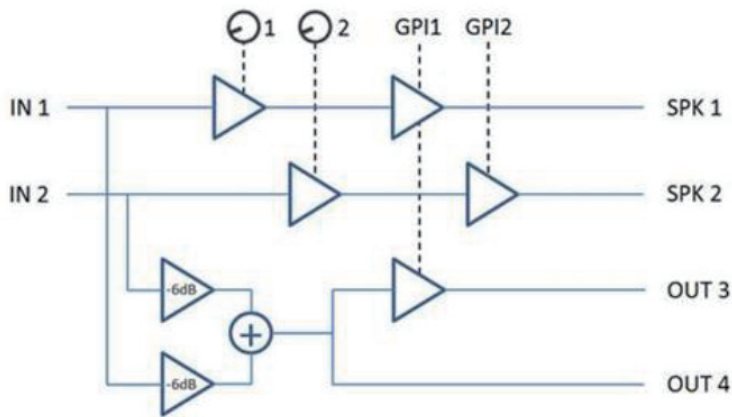 1 2 GPI1 GPI2
IN 1 SPK 1
IN 2 SPK 2
-6dB OUT 3
+
-6dB OUT 4